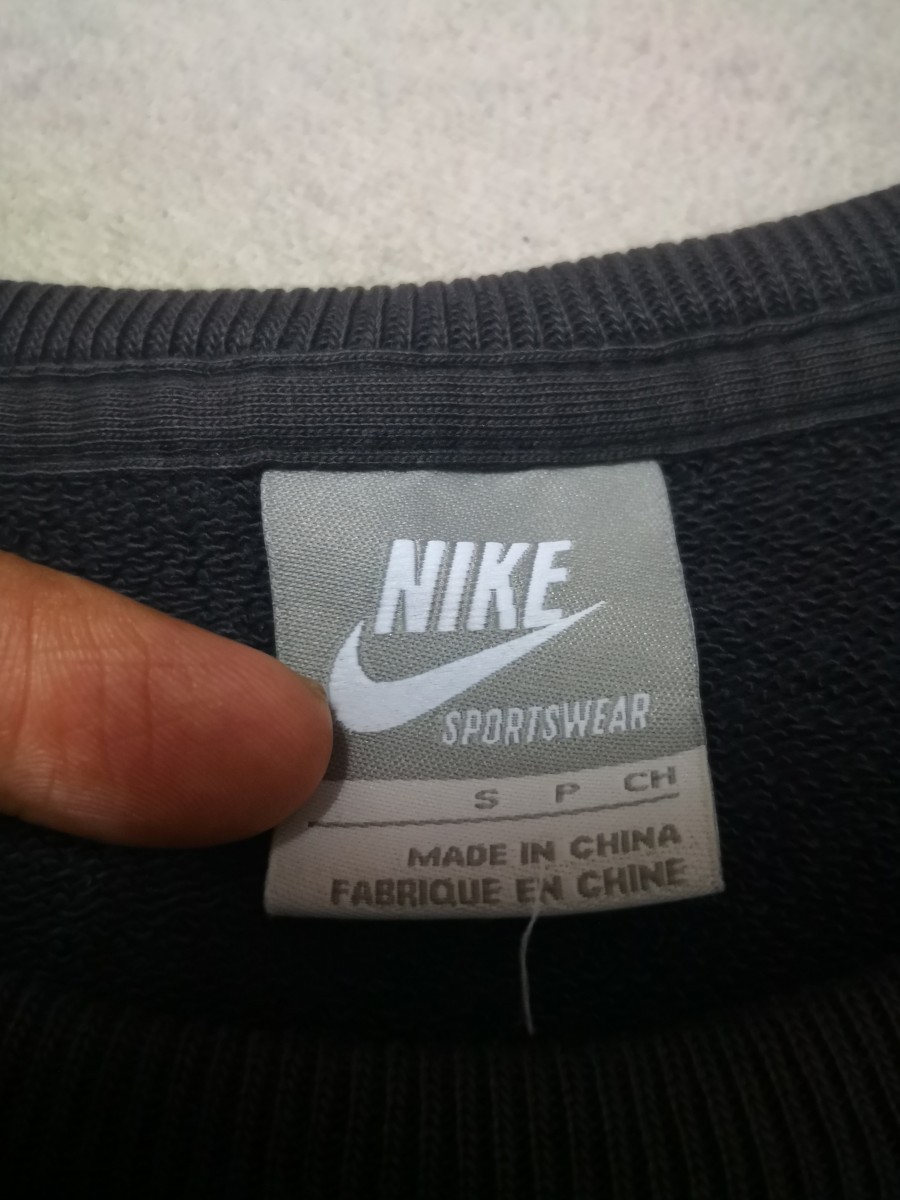 NIKE
SPORTSWEAR
S P CH
MADE IN CHINA
FABRIQUE EN CHINE